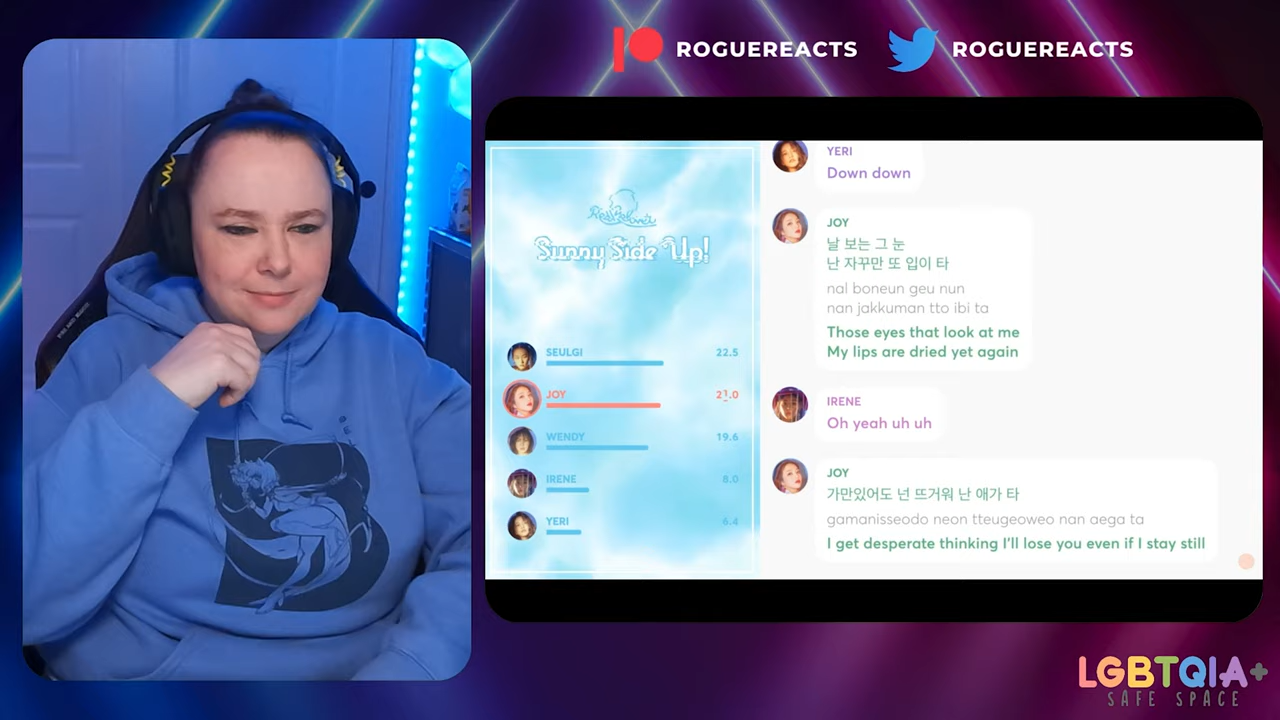 ROGUEREACTS
ROGUEREACTS
Red Velvet
Sunny Side Up!
SEULGI 22.5
JOY
WENDY 19.6
IRENE 8.0
YERI 6.4
YERI
Down down
JOY
날 보는 그 눈
난 자꾸만 또 입이 타
nal boneun geu nun
nan jakkuman tto ibi ta
Those eyes that look at me
My lips are dried yet again
IRENE
Oh yeah uh uh
JOY
가만있어도 넌 뜨거워 난 애가 타
gamanisseodo neon tteugeoweo nan aega ta
I get desperate thinking I'll lose you even if I stay still
LGBTQIA+
SAFE SPACE